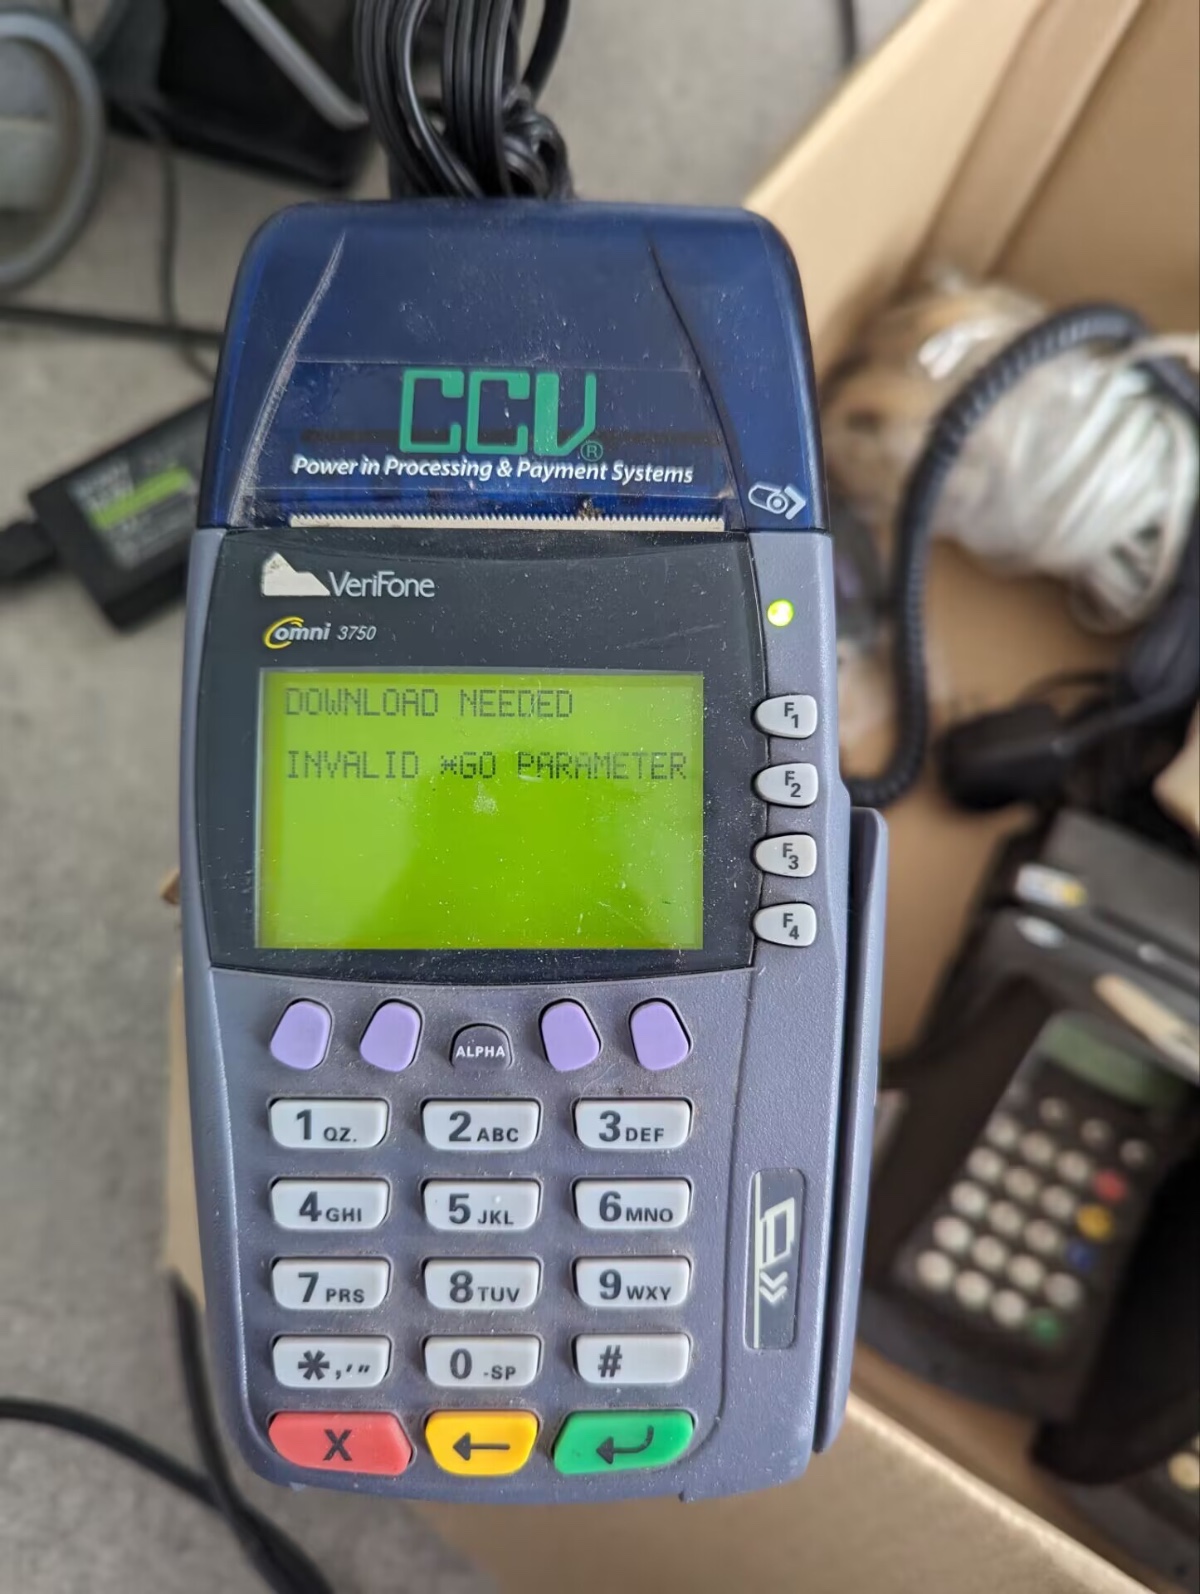 CCV®
Power in Processing & Payment Systems
VeriFone
Omni 3750
DOWNLOAD NEEDED
INVALID *GO PARAMETER
F1
F2
F3
F4
ALPHA
1 QZ.
2 ABC
3 DEF
4 GHI
5 JKL
6 MNO
7 PRS
8 TUV
9 WXY
*,'"
0 -SP
#
X